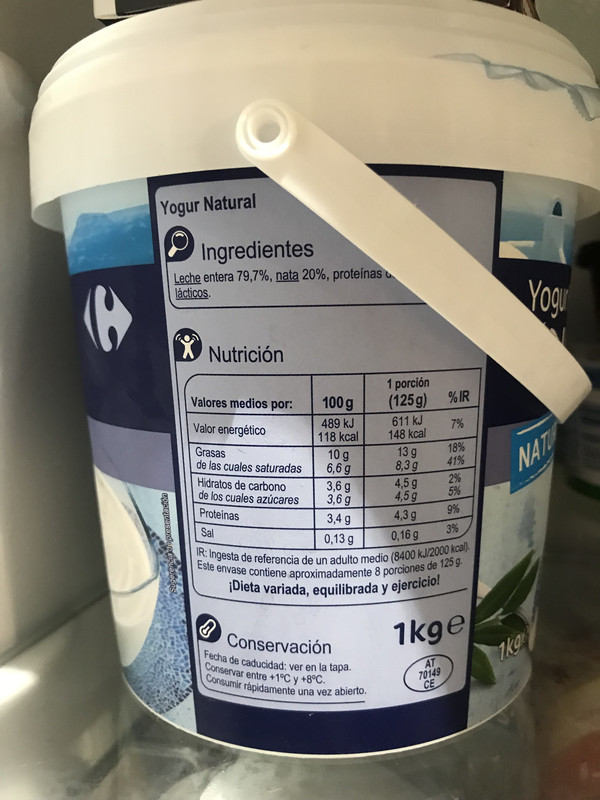 Yogur Natural
Ingredientes
Leche entera 79,7%, nata 20%, proteínas
lácticos.
Nutrición
Valores medios por: 100 g 1 porción (125 g) % IR
Valor energético 489 kJ 118 kcal 611 kJ 148 kcal 7%
Grasas 10 g 13 g 18%
de las cuales saturadas 6,6 g 8,3 g 41%
Hidratos de carbono 3,6 g 4,5 g 2%
de los cuales azúcares 3,6 g 4,5 g 5%
Proteínas 3,4 g 4,3 g 9%
Sal 0,13 g 0,16 g 3%
IR: Ingesta de referencia de un adulto medio (8400 kJ/2000 kcal).
Este envase contiene aproximadamente 8 porciones de 125 g.
¡Dieta variada, equilibrada y ejercicio!
1kg e
Conservación
Fecha de caducidad: ver en la tapa.
Conservar entre +1ºC y +8ºC.
Consumir rápidamente una vez abierto.
AT
70149
CE
Yogur
NATU
1kg